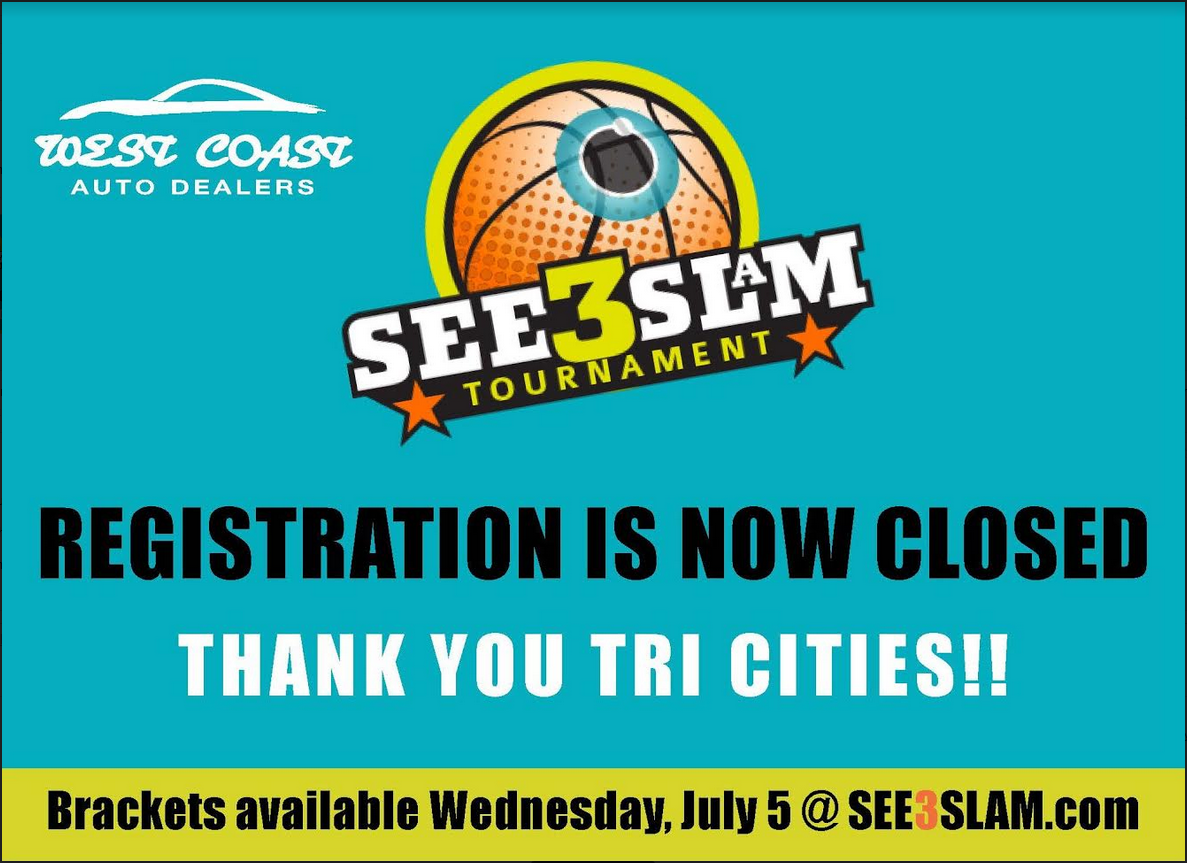 WEST COAST
AUTO DEALERS
SEE3SLAM
TOURNAMENT
REGISTRATION IS NOW CLOSED
THANK YOU TRI CITIES!!
Brackets available Wednesday, July 5 @ SEE3SLAM.com